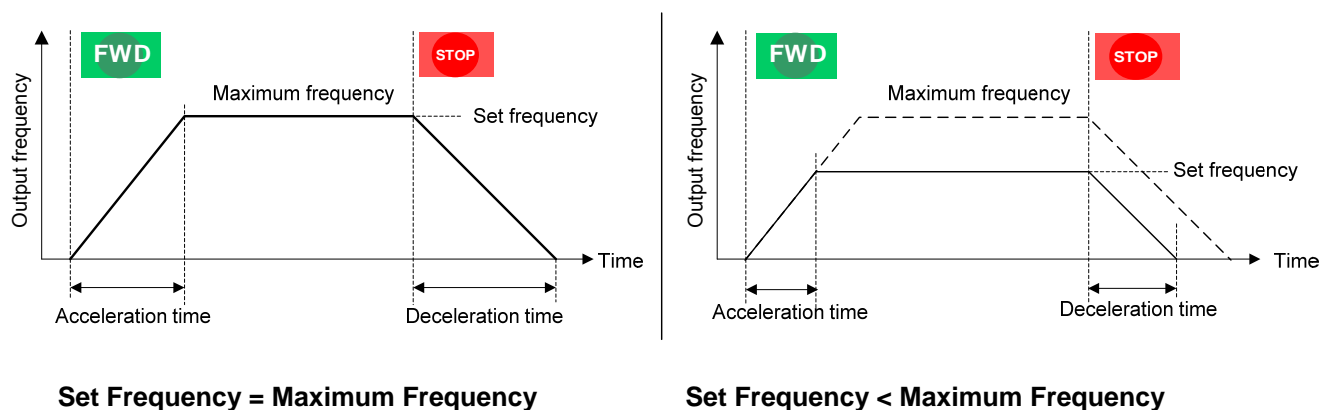 FWD
STOP
Output frequency
Maximum frequency
Set frequency
Time
Acceleration time
Deceleration time
Set Frequency = Maximum Frequency
FWD
STOP
Output frequency
Maximum frequency
Set frequency
Time
Acceleration time
Deceleration time
Set Frequency < Maximum Frequency